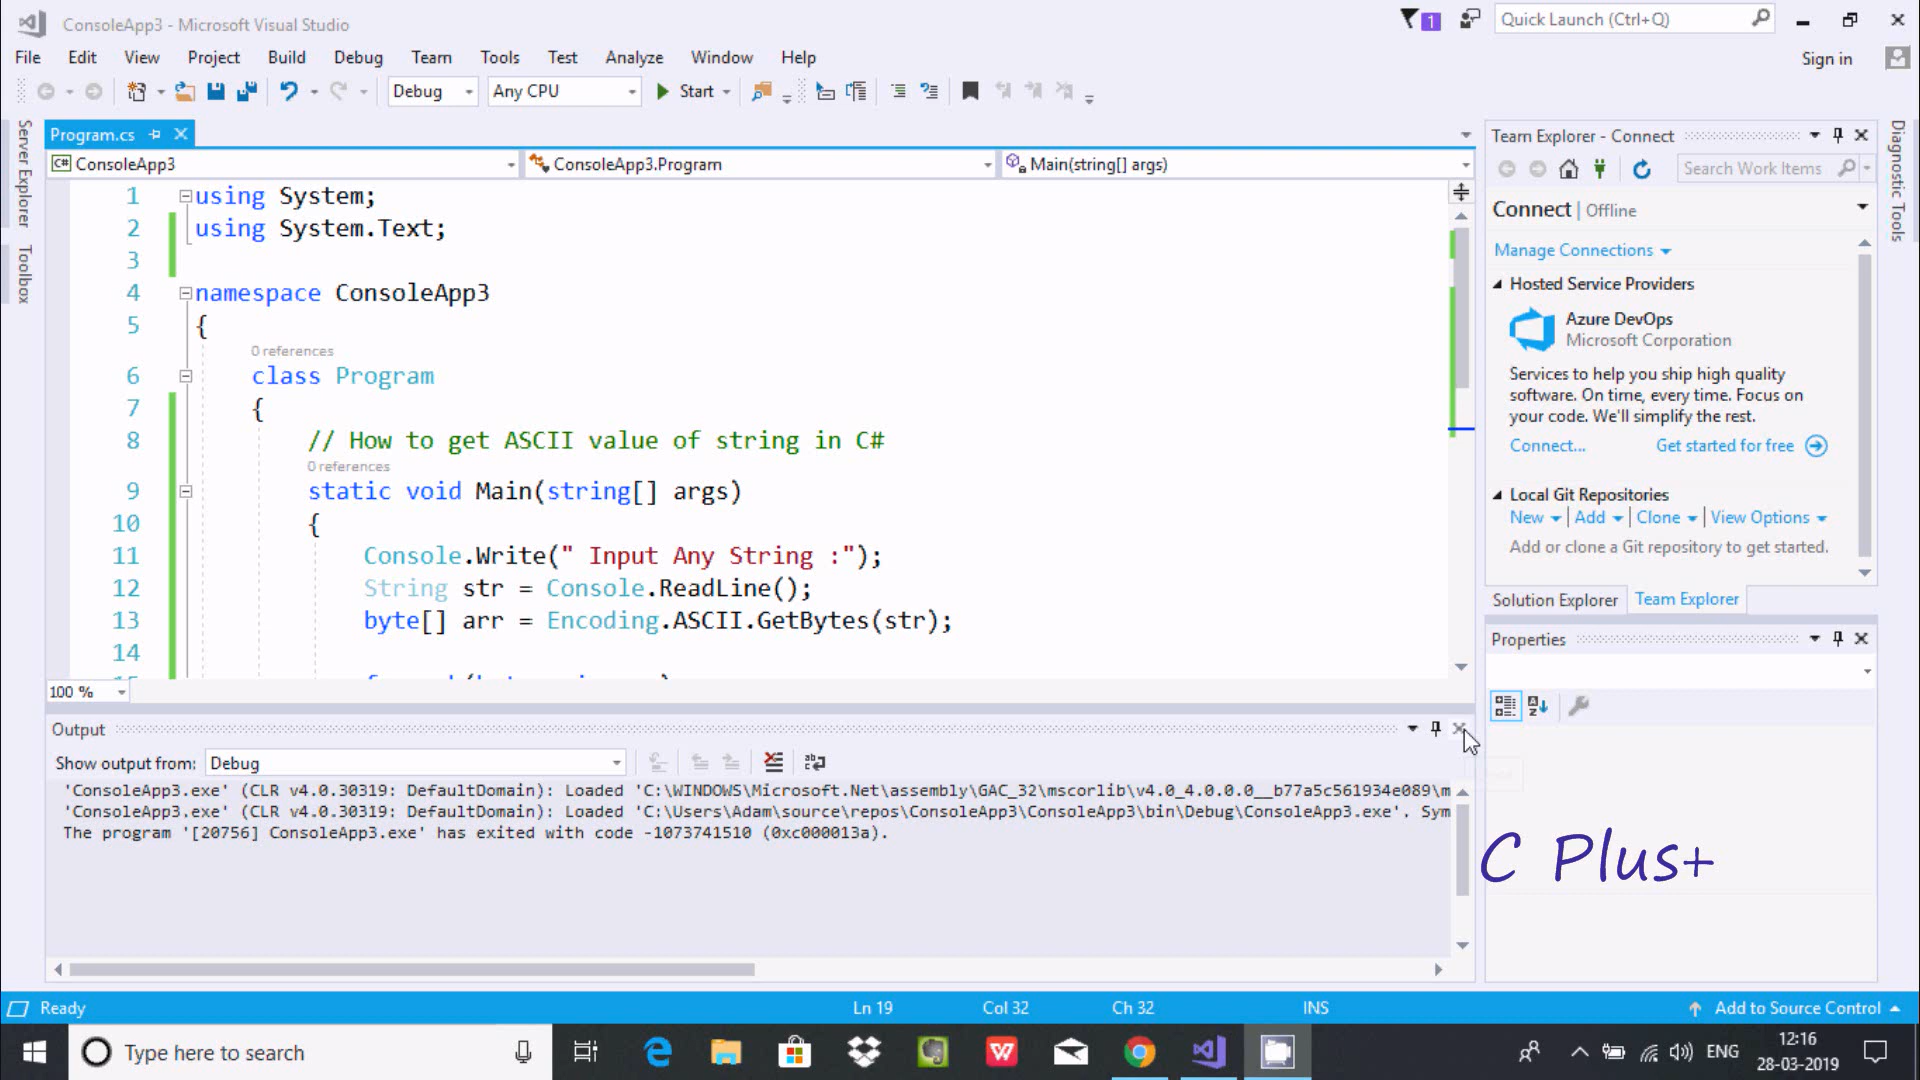 ConsoleApp3 - Microsoft Visual Studio
1
Quick Launch (Ctrl+Q)
File Edit View Project Build Debug Team Tools Test Analyze Window Help
Sign in
Debug Any CPU Start
Server Explorer
Toolbox
Program.cs
C# ConsoleApp3 ConsoleApp3.Program Main(string[] args)
1 using System;
2 using System.Text;
3
4 namespace ConsoleApp3
5 {
0 references
6 class Program
7 {
8 // How to get ASCII value of string in C#
0 references
9 static void Main(string[] args)
10 {
11 Console.Write(" Input Any String :");
12 String str = Console.ReadLine();
13 byte[] arr = Encoding.ASCII.GetBytes(str);
14
100 %
Output
Show output from: Debug
'ConsoleApp3.exe' (CLR v4.0.30319: DefaultDomain): Loaded 'C:\WINDOWS\Microsoft.Net\assembly\GAC_32\mscorlib\v4.0_4.0.0.0__b77a5c561934e089\m
'ConsoleApp3.exe' (CLR v4.0.30319: DefaultDomain): Loaded 'C:\Users\Adam\source\repos\ConsoleApp3\ConsoleApp3\bin\Debug\ConsoleApp3.exe'. Sym
The program '[20756] ConsoleApp3.exe' has exited with code -1073741510 (0xc000013a).
Team Explorer - Connect
Search Work Items
Connect | Offline
Manage Connections
Hosted Service Providers
Azure DevOps
Microsoft Corporation
Services to help you ship high quality
software. On time, every time. Focus on
your code. We'll simplify the rest.
Connect... Get started for free
Local Git Repositories
New | Add | Clone | View Options
Add or clone a Git repository to get started.
Solution Explorer Team Explorer
Properties
Diagnostic Tools
C Plus+
Ready Ln 19 Col 32 Ch 32 INS Add to Source Control
Type here to search
ENG
12:16
28-03-2019